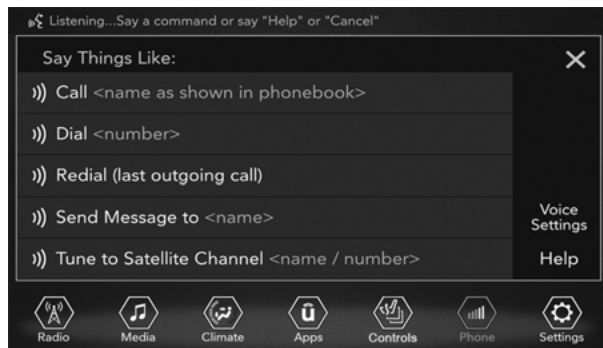 Listening...Say a command or say "Help" or "Cancel"
Say Things Like:
Call <name as shown in phonebook>
Dial <number>
Redial (last outgoing call)
Send Message to <name>
Voice
Settings
Tune to Satellite Channel <name / number>
Help
Radio
Media
Climate
ū
Apps
Controls
Phone
Settings